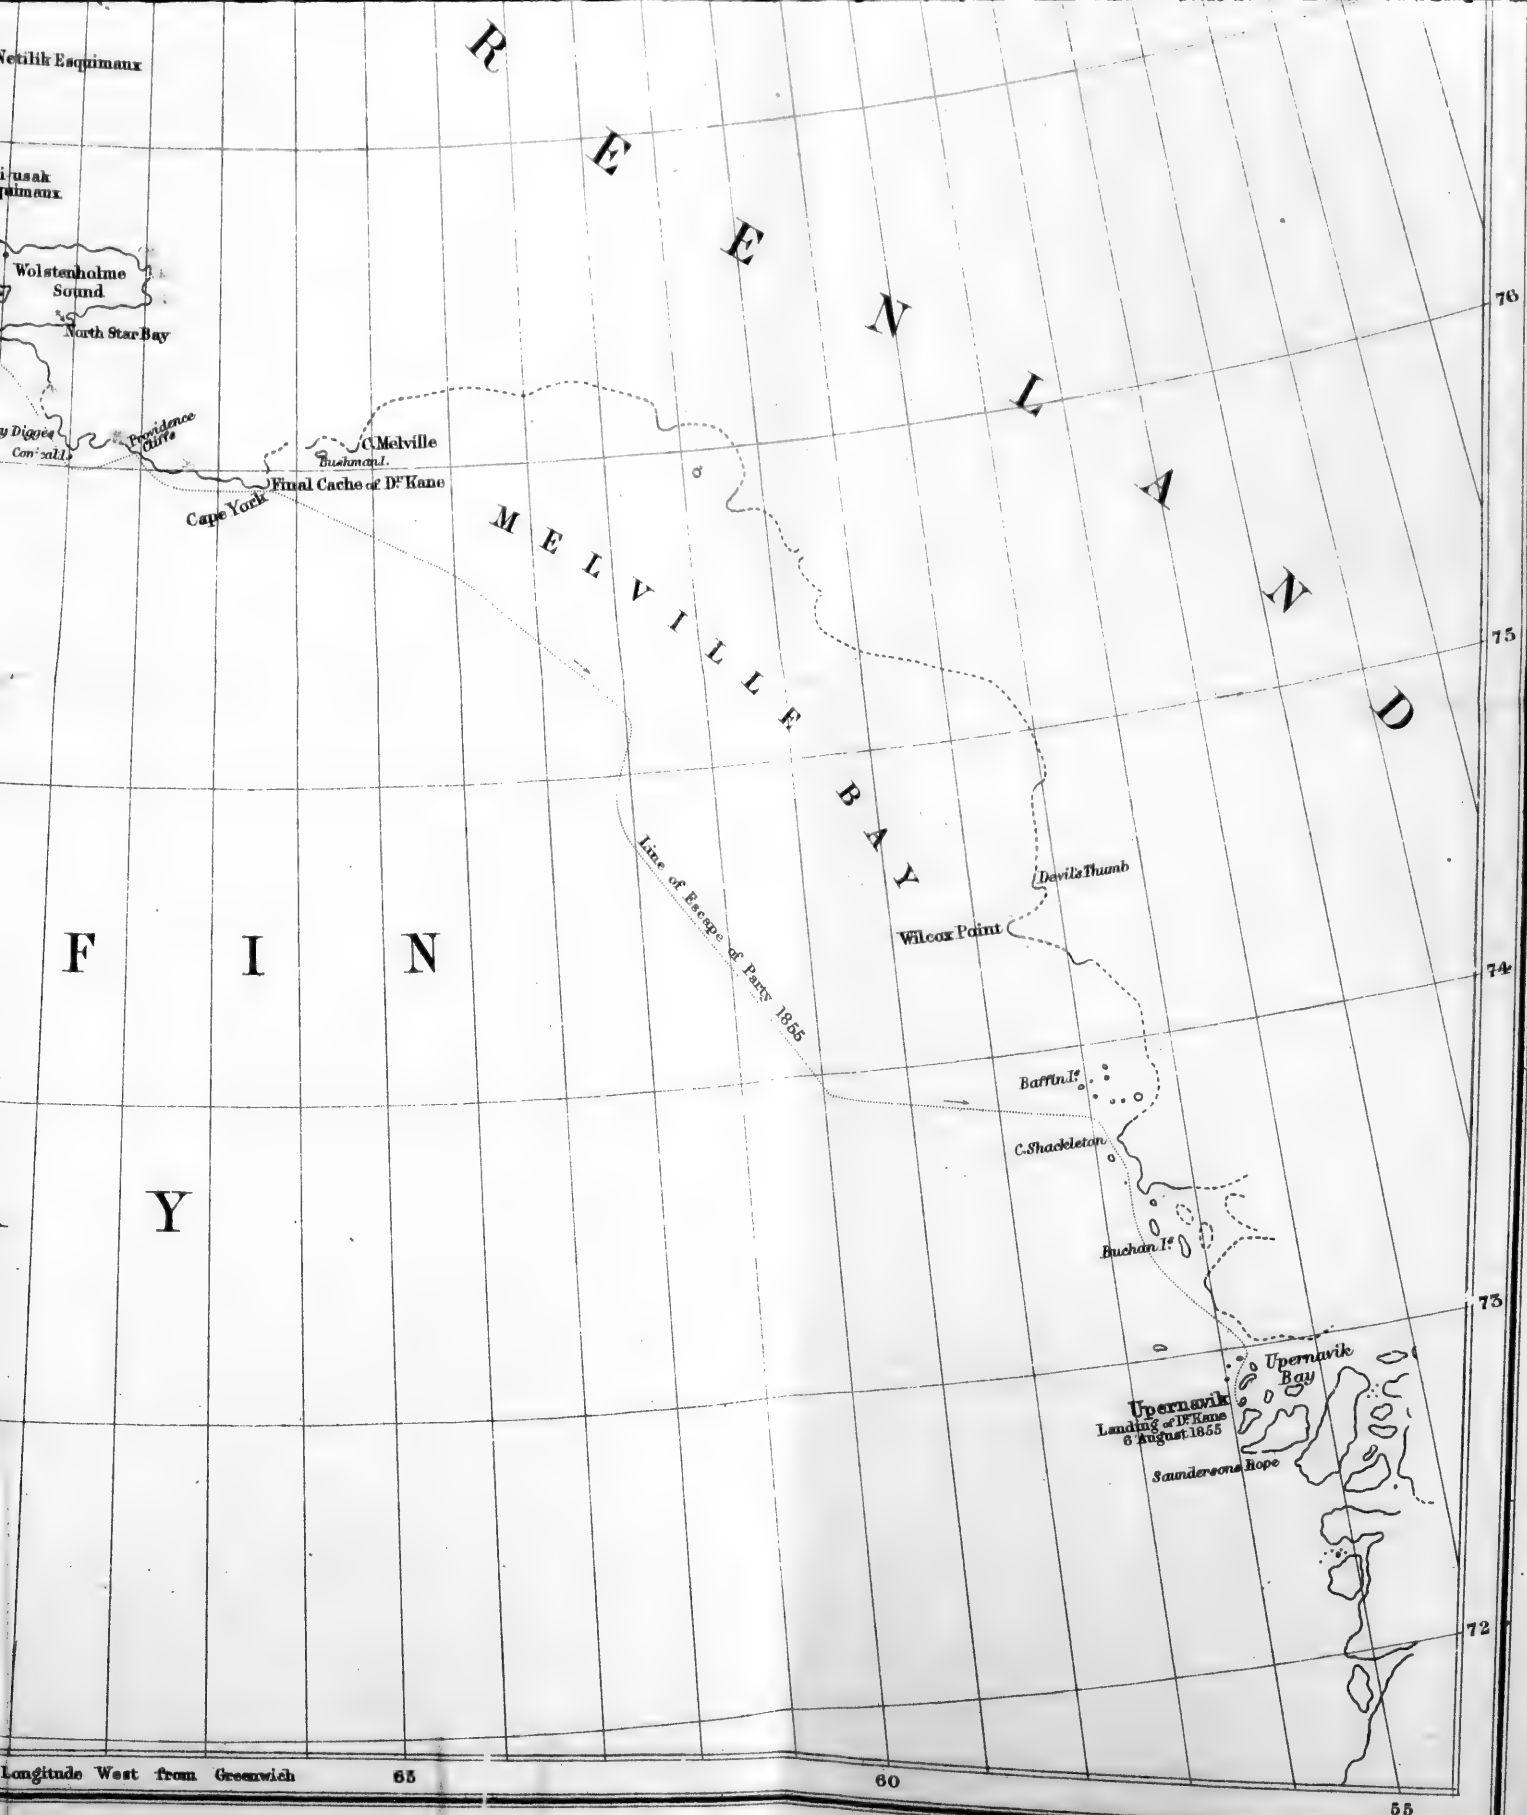 Netilik Esquimaux
R
E
E
N
L
A
N
D
usak
Wolstenholme
Sound
North Star Bay
76
Providence
Cliffs
C. Melville
Bushman I.
Final Cache of Dr. Kane
Cape York
MELVILLE
BAY
75
Line of Escape of Party 1855
Devil's Thumb
Wilcox Point
F I N
74
Baffin Is.
C. Shackleton
Y
Buchan Is.
73
Upernavik
Bay
Upernavik
Landing of Dr. Kane
6 August 1855
Saundersons Hope
72
Longitude West from Greenwich
65
60
55